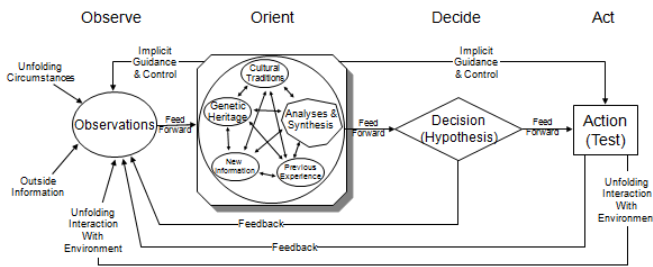 Observe
Orient
Decide
Act
Implicit
Guidance
& Control
Implicit
Guidance
& Control
Unfolding
Circumstances
Observations
Outside
Information
Feed
Forward
Cultural
Traditions
Genetic
Heritage
Analyses &
Synthesis
New
Information
Previous
Experience
Feed
Forward
Decision
(Hypothesis)
Feed
Forward
Action
(Test)
Unfolding
Interaction
With
Environment
Feedback
Feedback
Unfolding
Interaction
With
Environmen